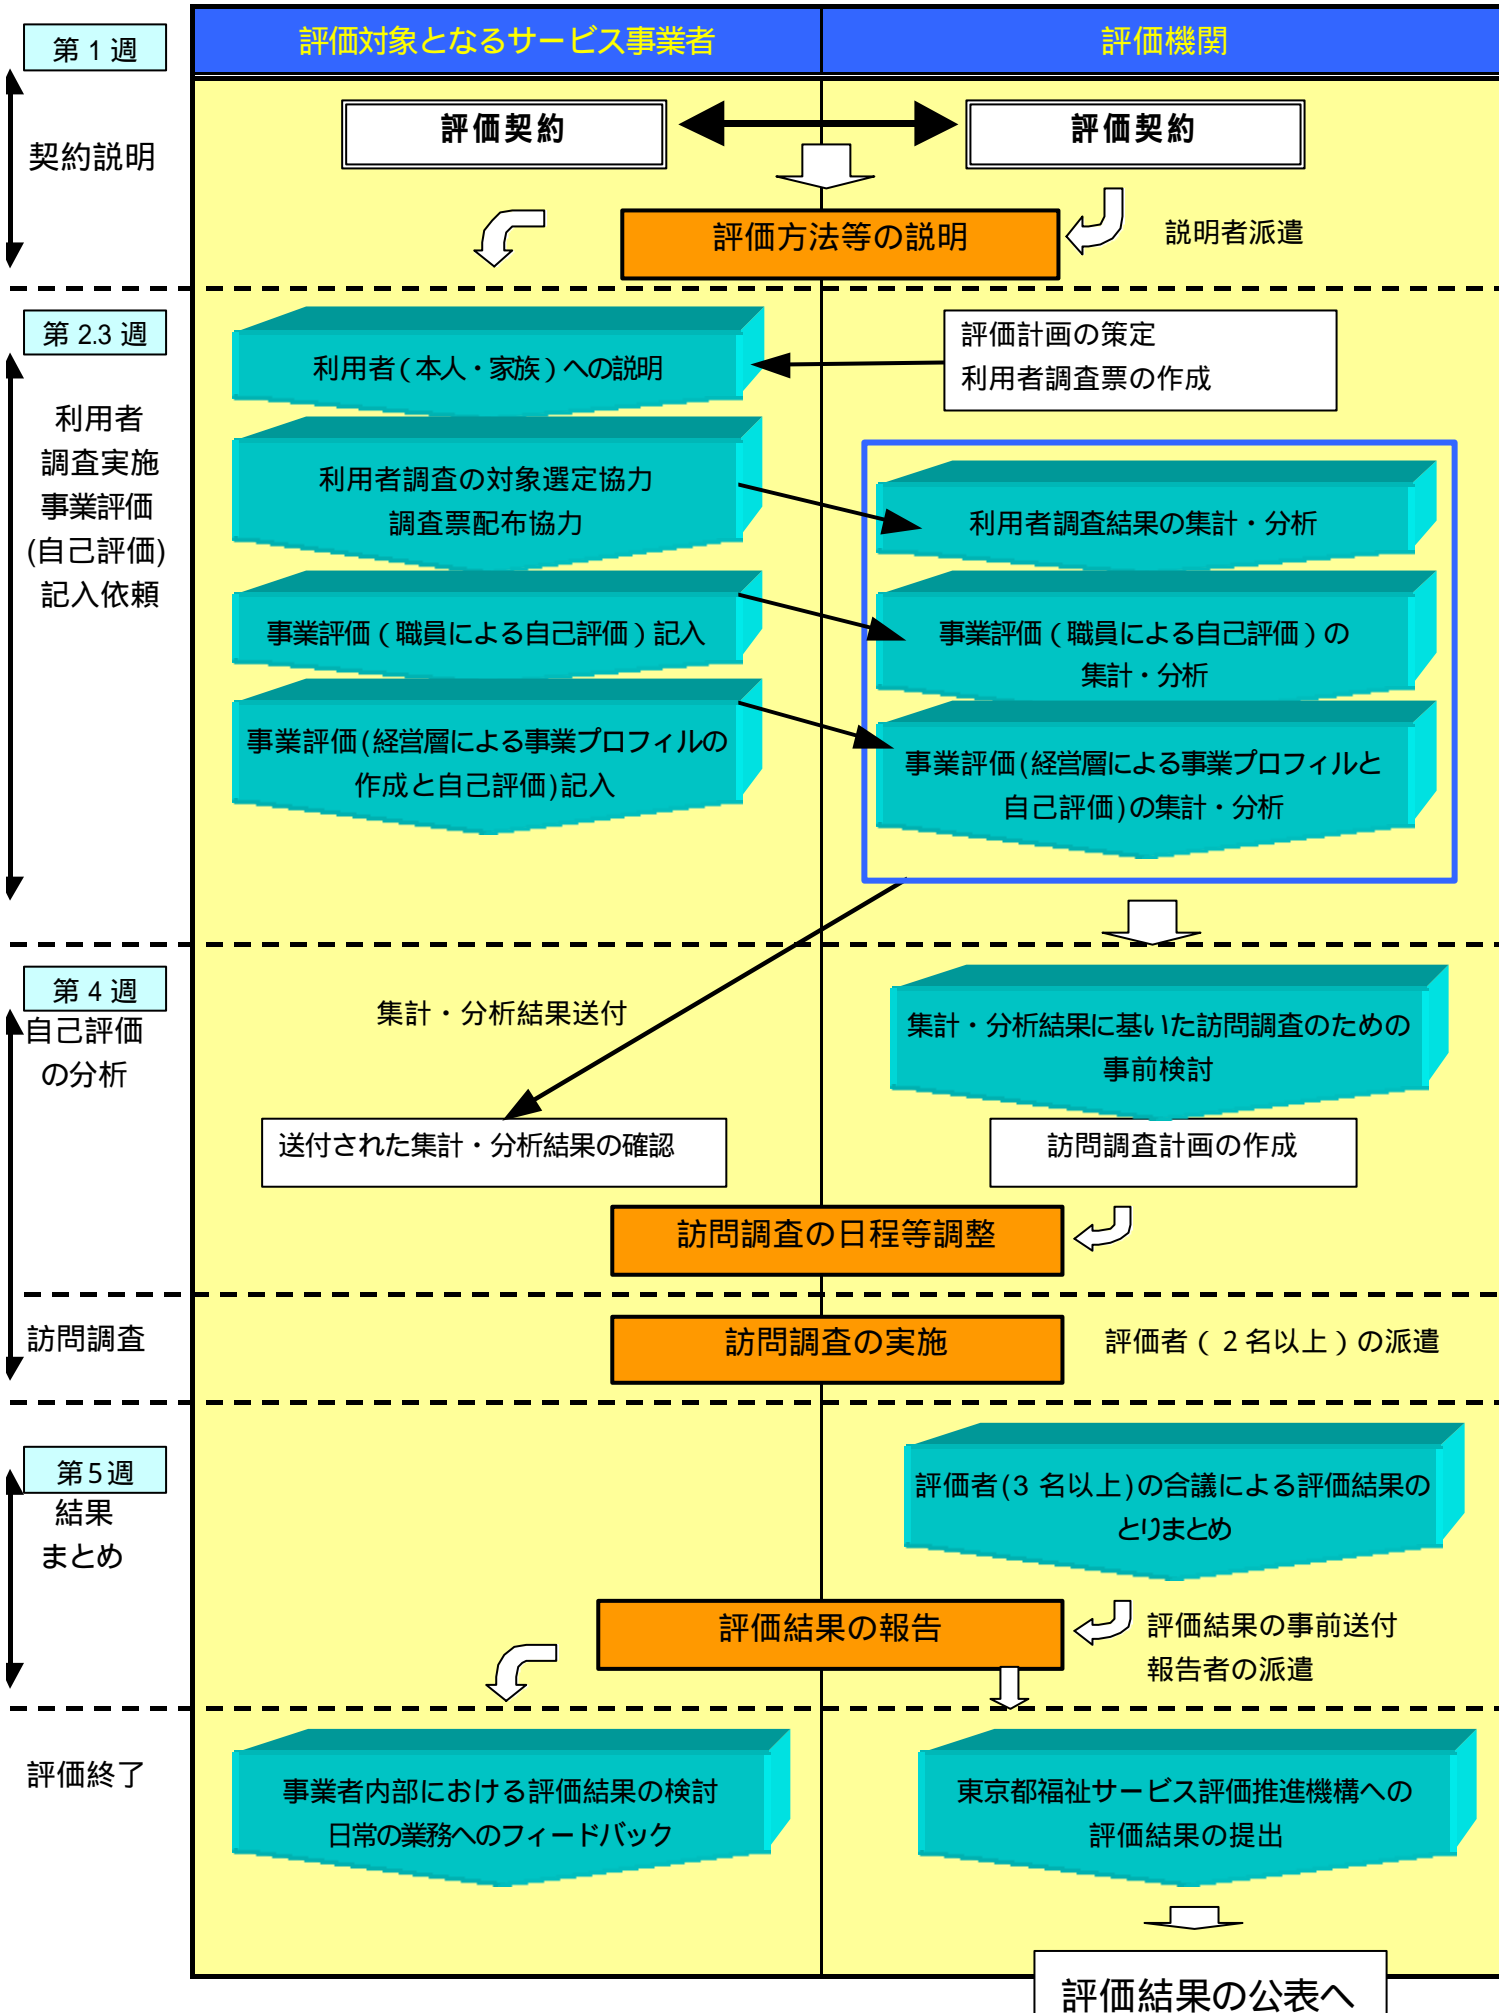 第 1 週
評価対象となるサービス事業者
評価機関
評価契約
評価契約
契約説明
評価方法等の説明
説明者派遣
第 2.3 週
利用者(本人・家族)への説明
評価計画の策定
利用者調査票の作成
利用者
調査実施
事業評価
(自己評価)
記入依頼
利用者調査の対象選定協力
調査票配布協力
利用者調査結果の集計・分析
事業評価(職員による自己評価)記入
事業評価(職員による自己評価)の
集計・分析
事業評価(経営層による事業プロフィルの
作成と自己評価)記入
事業評価(経営層による事業プロフィルと
自己評価)の集計・分析
第 4 週
自己評価
の分析
集計・分析結果送付
集計・分析結果に基いた訪問調査のための
事前検討
送付された集計・分析結果の確認
訪問調査計画の作成
訪問調査の日程等調整
訪問調査
訪問調査の実施
評価者(2名以上)の派遣
第5週
結果
まとめ
評価者(3 名以上)の合議による評価結果の
とりまとめ
評価結果の報告
評価結果の事前送付
報告者の派遣
評価終了
事業者内部における評価結果の検討
日常の業務へのフィードバック
東京都福祉サービス評価推進機構への
評価結果の提出
評価結果の公表へ